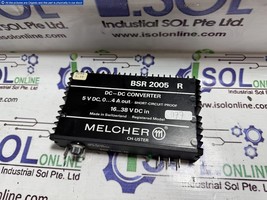 BSR 2005 R
DC-DC CONVERTER
5 V DC, 0...4 A out SHORT-CIRCUIT PROOF
16...38 V DC in
Made in Switzerland Registered Model
MELCHER
CH-USTER
ISOL ONLINE
Industrial Sol Pte Ltd
www.isolonline.com